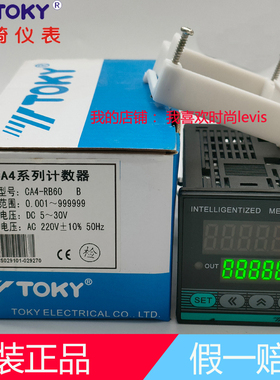 TOKY
奇仪表
我的店铺：我喜欢时尚levis
TOKY
A4系列计数器
型号: CA4-RB60 B
范围: 0.001~999999
电压: DC 5~30V
电压: AC 220V±10% 50Hz
检
TOKY
TOKY ELECTRICAL CO., LTD.
INTELLIGENTIZED ME
OUT
SET
装正品
假一赔